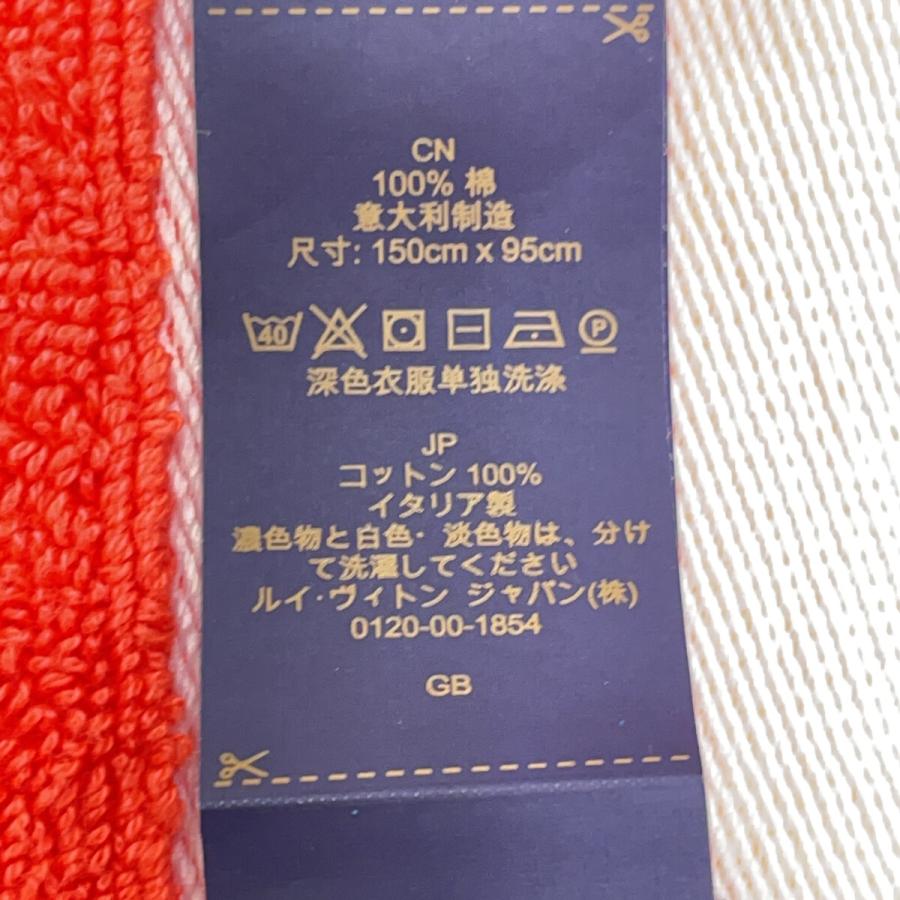 CN
100% 棉
意大利制造
尺寸: 150cm x 95cm
40 P
深色衣服单独洗涤
JP
コットン 100%
イタリア製
濃色物と白色・淡色物は、分け
て洗濯してください
ルイ·ヴィトン ジャパン(株)
0120-00-1854
GB